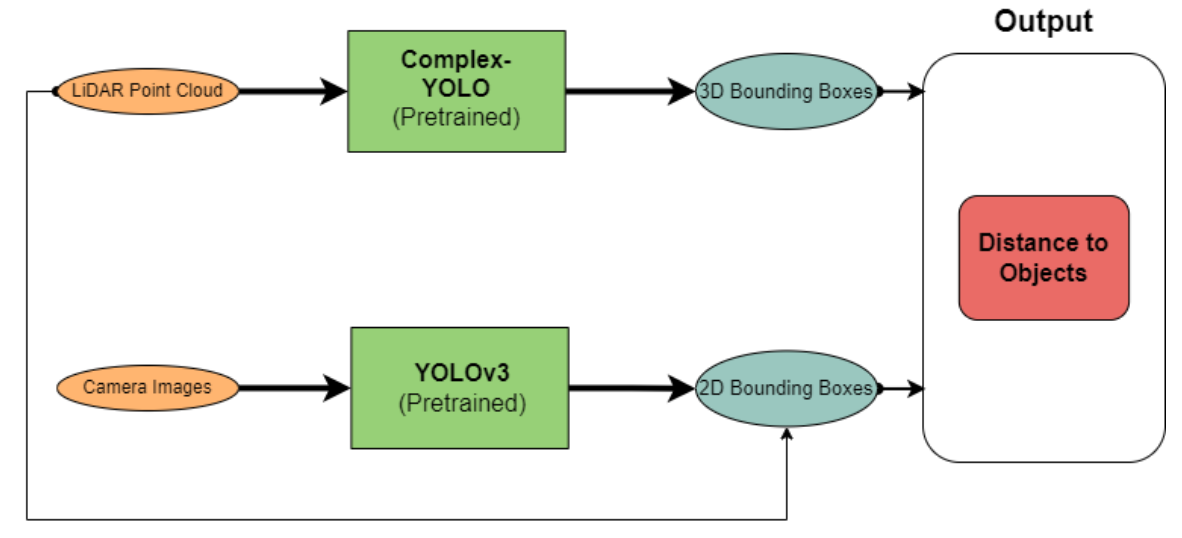 Output
LiDAR Point Cloud
Complex-
YOLO
(Pretrained)
3D Bounding Boxes
Distance to
Objects
Camera Images
YOLOv3
(Pretrained)
2D Bounding Boxes